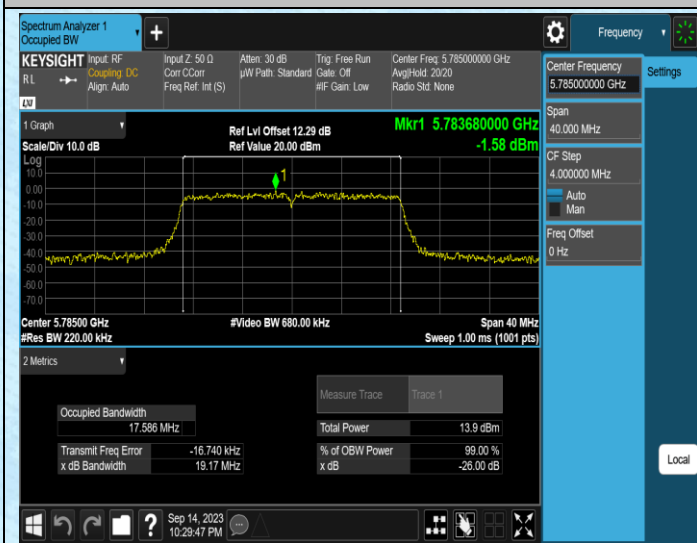 Spectrum Analyzer 1
Occupied BW
Frequency
KEYSIGHT
RL
LXI
Input: RF
Coupling: DC
Align: Auto
Input Z: 50 Ω
Corr CCorr
Freq Ref: Int (S)
Atten: 30 dB
µW Path: Standard
Trig: Free Run
Gate: Off
#IF Gain: Low
Center Freq: 5.785000000 GHz
Avg|Hold: 20/20
Radio Std: None
Center Frequency
5.785000000 GHz
Settings
Span
40.000 MHz
CF Step
4.000000 MHz
Auto
Man
Freq Offset
0 Hz
Local
1 Graph
Scale/Div 10.0 dB
Ref Lvl Offset 12.29 dB
Ref Value 20.00 dBm
Mkr1 5.783680000 GHz
-1.58 dBm
Log
10.0
0.00
-10.0
-20.0
-30.0
-40.0
-50.0
-60.0
-70.0
1
Center 5.78500 GHz
#Res BW 220.00 kHz
#Video BW 680.00 kHz
Span 40 MHz
Sweep 1.00 ms (1001 pts)
2 Metrics
Measure Trace
Trace 1
Occupied Bandwidth
17.586 MHz
Total Power
13.9 dBm
Transmit Freq Error
-16.740 kHz
% of OBW Power
99.00 %
x dB Bandwidth
19.17 MHz
x dB
-26.00 dB
Sep 14, 2023
10:29:47 PM